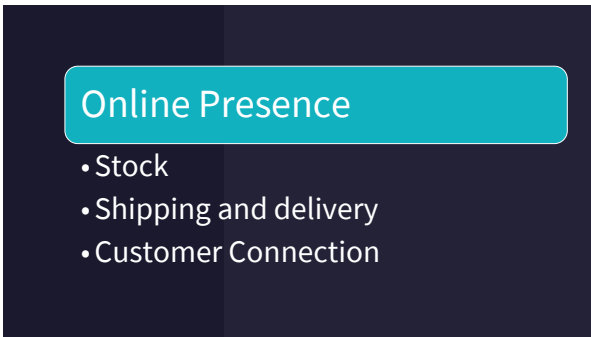 Online Presence
• Stock
• Shipping and delivery
• Customer Connection